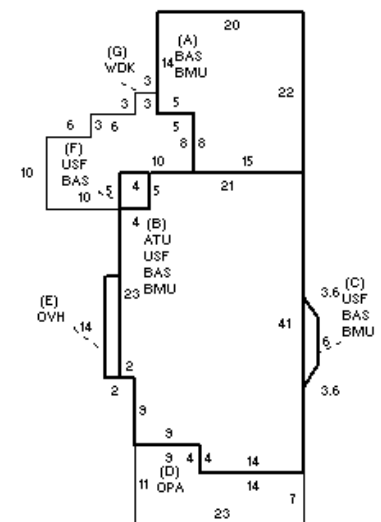 20
(G)
WDK
(A)
BAS
BMU
14
3
3
3
5
22
6
3
6
5
8
8
(F)
USF
BAS
10
10
15
10
5
4
5
21
4
(B)
ATU
USF
BAS
BMU
23
(E)
OVH
14
(C)
USF
BAS
BMU
3.6
41
6
3.6
2
2
9
9
9
4
4
14
(D)
OPA
11
14
7
23